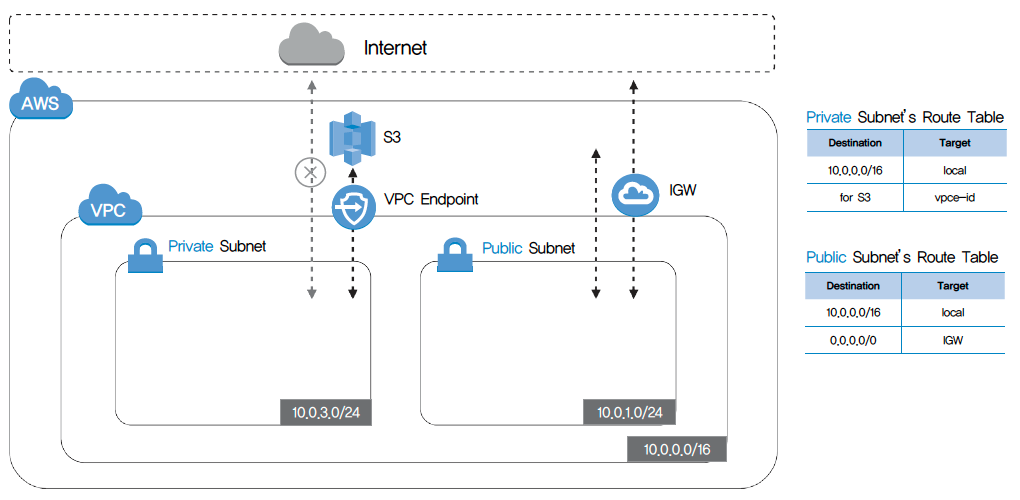 Internet
AWS
S3
VPC Endpoint
IGW
VPC
Private Subnet
Public Subnet
10.0.3.0/24
10.0.1.0/24
10.0.0.0/16
Private Subnet's Route Table
Destination Target
10.0.0.0/16 local
for S3 vpce-id
Public Subnet's Route Table
Destination Target
10.0.0.0/16 local
0.0.0.0/0 IGW